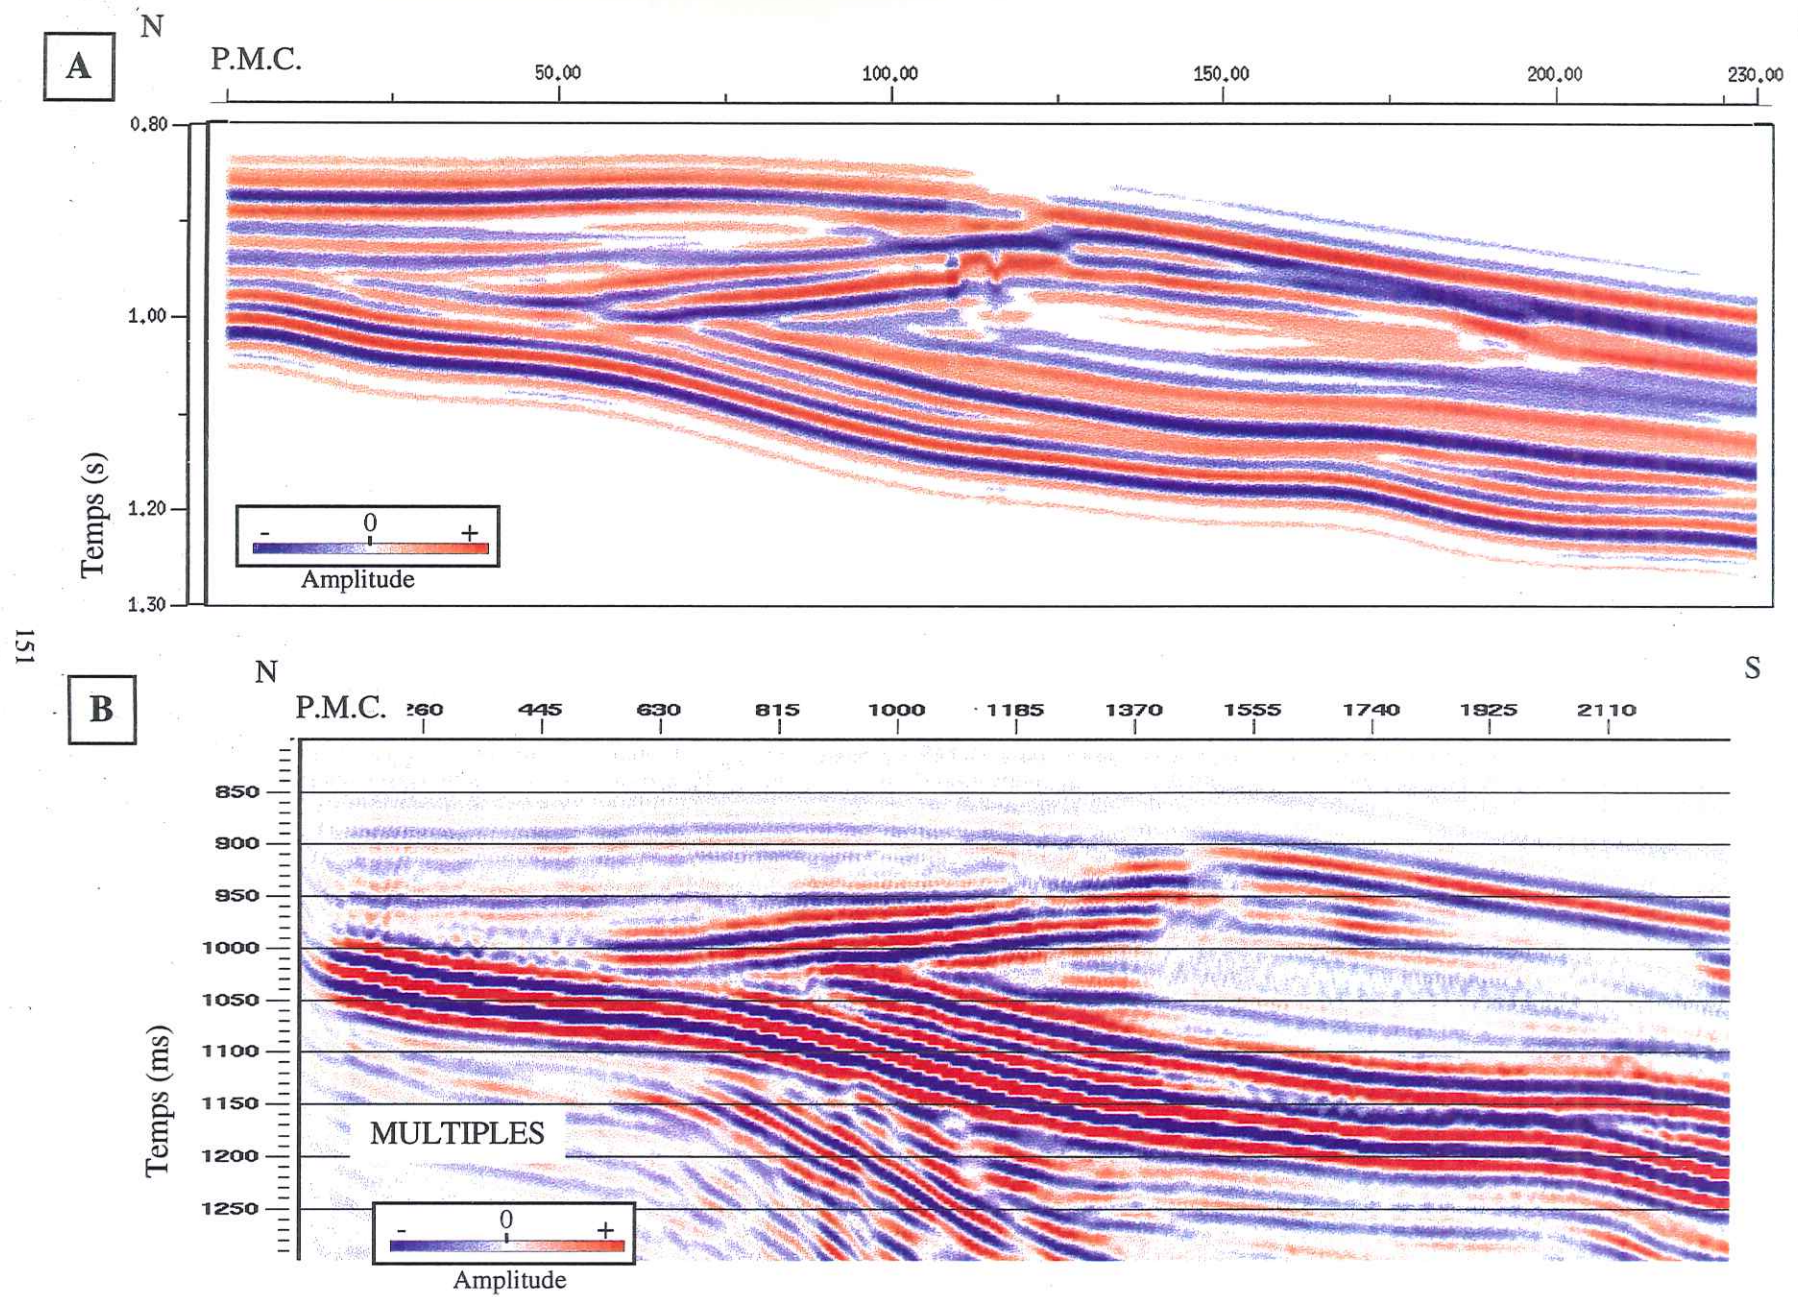 N
A
P.M.C.
50.00 100.00 150.00 200.00 230.00
0.80
1.00
1.20
1.30
Temps (s)
- 0 +
Amplitude
151
N S
B
P.M.C. 260 445 630 815 1000 1185 1370 1555 1740 1925 2110
850
900
950
1000
1050
1100
1150
1200
1250
Temps (ms)
MULTIPLES
- 0 +
Amplitude